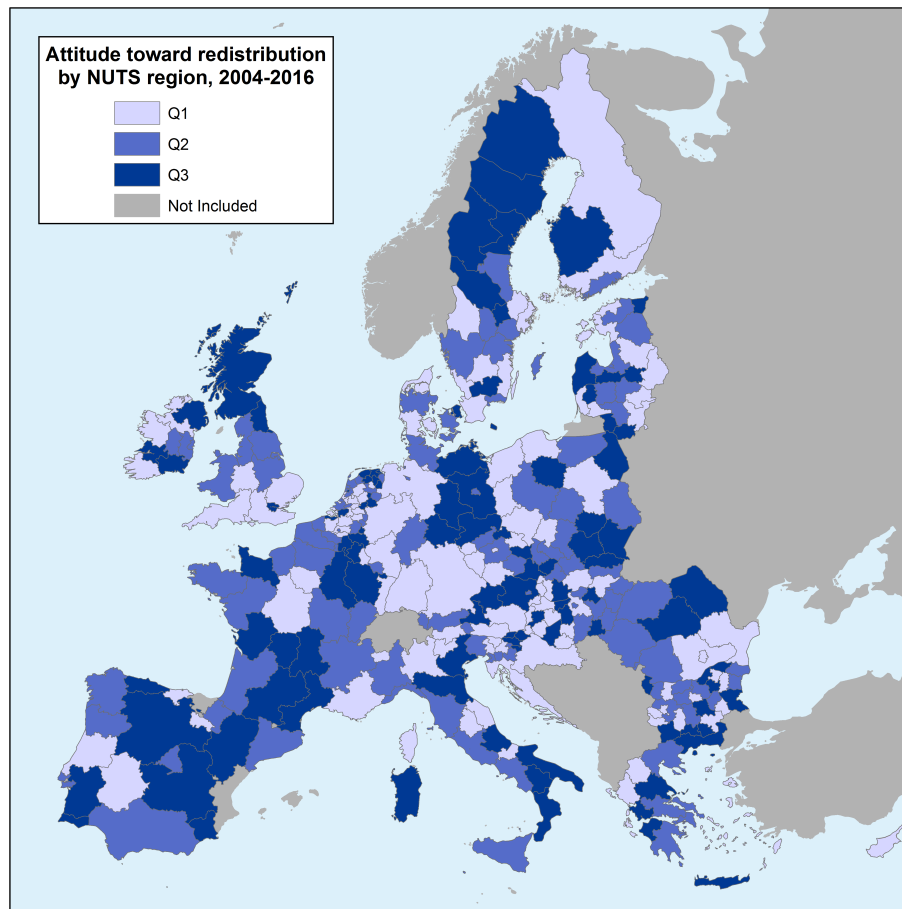 Attitude toward redistribution
by NUTS region, 2004-2016
Q1
Q2
Q3
Not Included